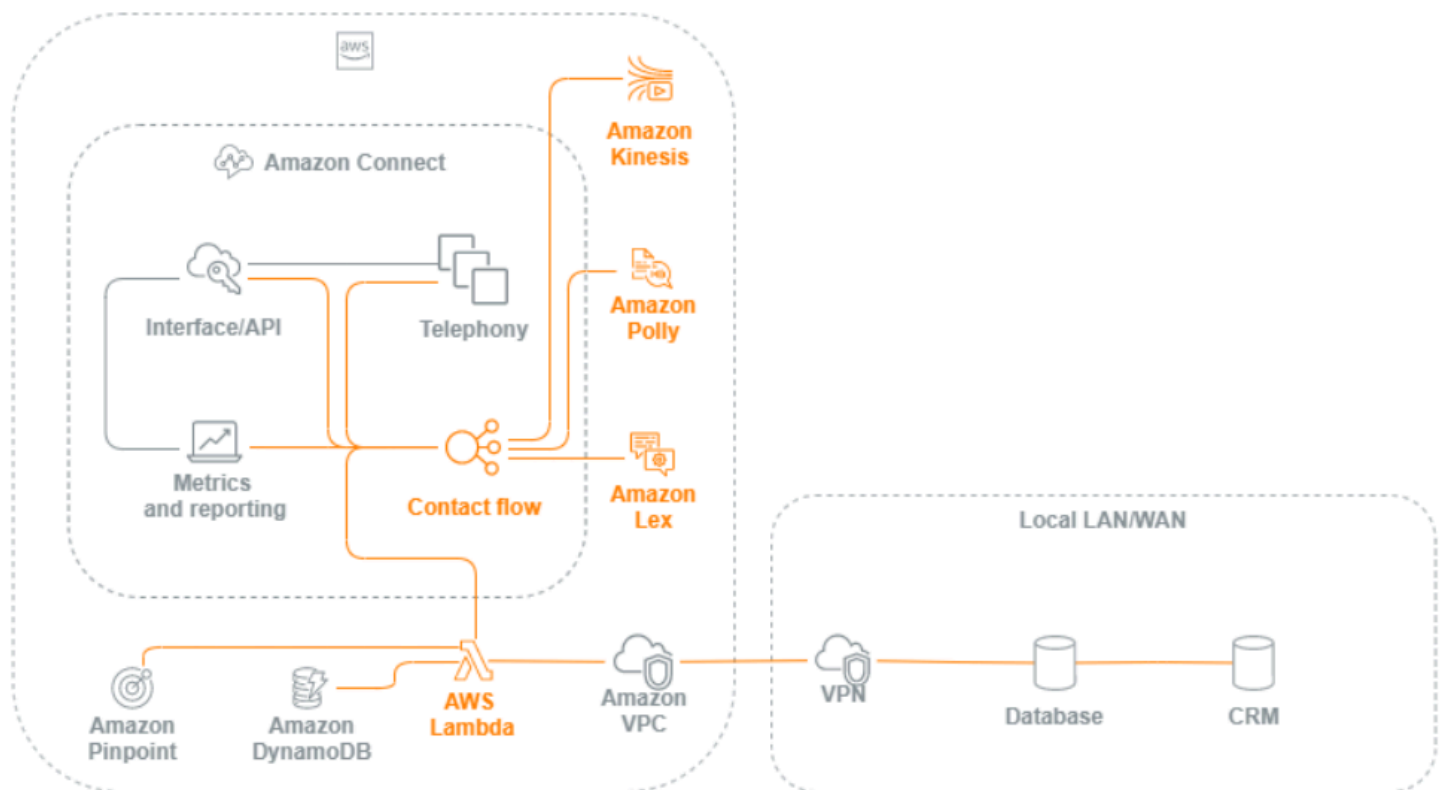 aws
Amazon
Kinesis
Amazon Connect
Amazon
Polly
Interface/API
Telephony
Amazon
Lex
Metrics
and reporting
Contact flow
Local LAN/WAN
Amazon
Pinpoint
Amazon
DynamoDB
AWS
Lambda
Amazon
VPC
VPN
Database
CRM